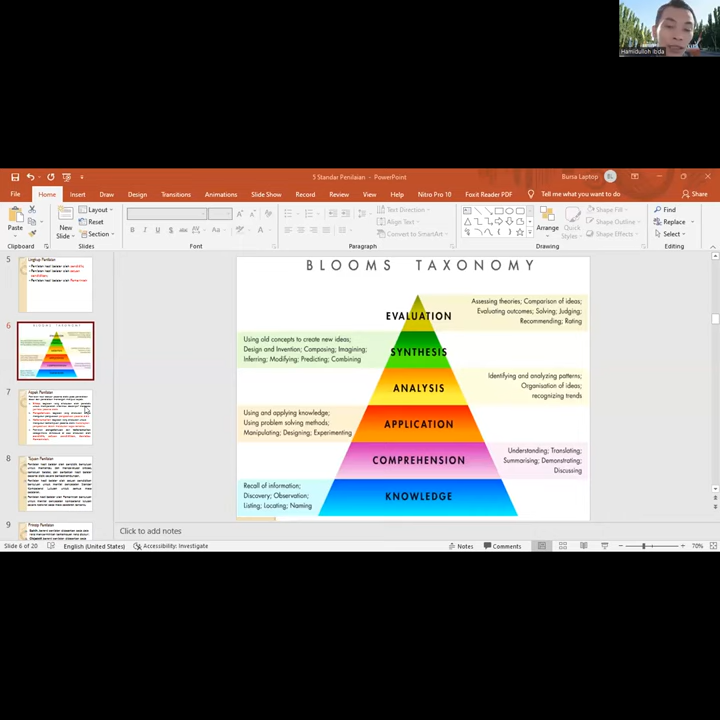 Hamidulloh Ibda
5 Standar Penilaian – PowerPoint
Bunia Laptop
BL
File Home Insert Draw Design Transitions Animations Slide Show Record Review View Help Nitro Pro 10 Foxit Reader PDF Tell me what you want to do Share
Paste
New
Slide
Layout
Reset
Section
Text Direction
Align Text
Convert to SmartArt
Arrange
Quick
Styles
Shape Fill
Shape Outline
Shape Effects
Find
Replace
Select
Clipboard Slides Font Paragraph Drawing Editing
5
Lingkup Penilaian
6
BLOOMS TAXONOMY
7
Aspek Penilaian
8
Tujuan Penilaian
9
Prinsip Penilaian
BLOOMS TAXONOMY
EVALUATION
Assessing theories; Comparison of ideas;
Evaluating outcomes; Solving; Judging;
Recommending; Rating
Using old concepts to create new ideas;
Design and Invention; Composing; Imagining;
Inferring; Modifying; Predicting; Combining
SYNTHESIS
ANALYSIS
Identifying and analyzing patterns;
Organisation of ideas;
recognizing trends
Using and applying knowledge;
Using problem solving methods;
Manipulating; Designing; Experimenting
APPLICATION
COMPREHENSION
Understanding; Translating;
Summarising; Demonstrating;
Discussing
Recall of information;
Discovery; Observation;
Listing; Locating; Naming
KNOWLEDGE
Click to add notes
Slide 6 of 20 English (United States) Accessibility: Investigate Notes Comments 70%